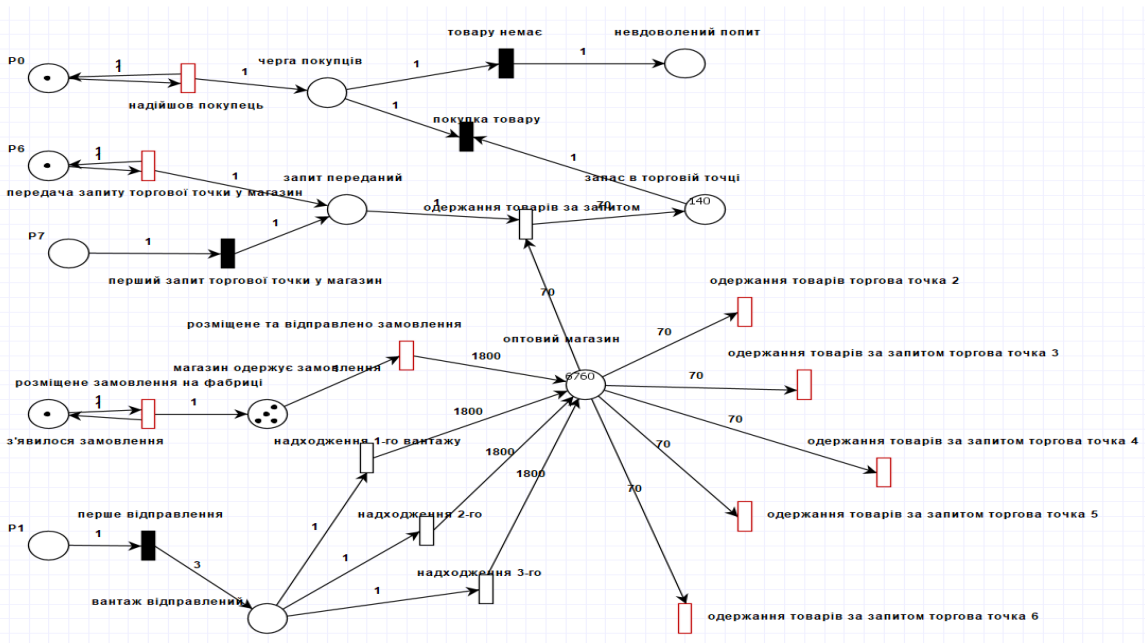 товару немає
невдоволений попит
P0
1
1
1
черга покупців
1
1
надійшов покупець
1
покупка товару
P6
1
1
1
запит переданий
1
запас в торговій точці
передача запиту торгової точки у магазин
1
одержання товарів за запитом
70
140
P7
1
1
перший запит торгової точки у магазин
70
одержання товарів торгова точка 2
розміщене та відправлено замовлення
оптовий магазин
70
1800
одержання товарів за запитом торгова точка 3
магазин одержує замовлення
6760
70
розміщене замовлення на фабриці
1
1
1
1800
70
з'явилося замовлення
надходження 1-го вантажу
одержання товарів за запитом торгова точка 4
1800
70
1800
70
P1
перше відправлення
надходження 2-го
одержання товарів за запитом торгова точка 5
1
1
3
1
надходження 3-го
1
вантаж відправлений
одержання товарів за запитом торгова точка 6